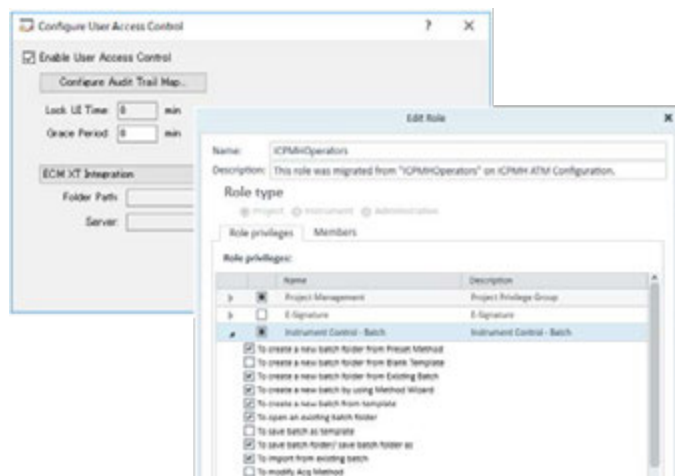 Configure User Access Control
Enable User Access Control
Configure Audit Trail Map...
Lock UI Time: 0 min
Grace Period: 0 min
ECM XT Integration
Folder Path:
Server:
Edit Role
Name: ICPMHOperators
Description: This role was migrated from "ICPMHOperators" on ICPMH ATM Configuration.
Role type
Project Instrument Administrative
Role privileges Members
Role privileges:
Name Description
Project Management Project Privilege Group
E-Signature E-Signature
Instrument Control - Batch Instrument Control - Batch
To create a new batch folder from Preset Method
To create a new batch folder from Blank Template
To create a new batch folder from Existing Batch
To create a new batch by using Method Wizard
To create a new batch from template
To open an existing batch folder
To save batch as template
To save batch folder/ save batch folder as
To import from existing batch
To modify Acq Method